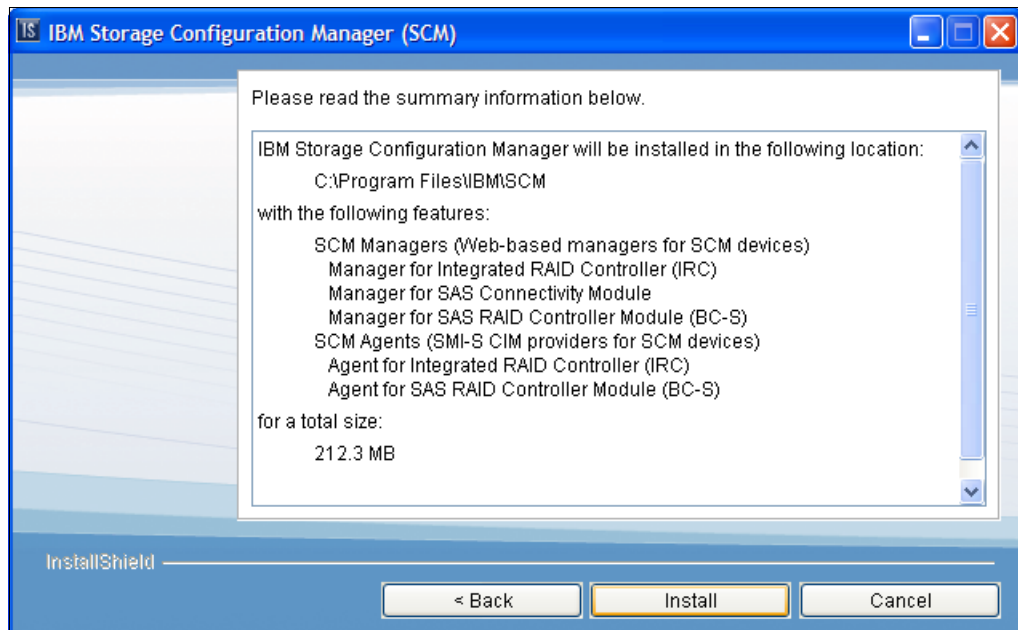 IS IBM Storage Configuration Manager (SCM)
Please read the summary information below.
IBM Storage Configuration Manager will be installed in the following location:
C:\Program Files\IBM\SCM
with the following features:
SCM Managers (Web-based managers for SCM devices)
Manager for Integrated RAID Controller (IRC)
Manager for SAS Connectivity Module
Manager for SAS RAID Controller Module (BC-S)
SCM Agents (SMI-S CIM providers for SCM devices)
Agent for Integrated RAID Controller (IRC)
Agent for SAS RAID Controller Module (BC-S)
for a total size:
212.3 MB
InstallShield
< Back Install Cancel